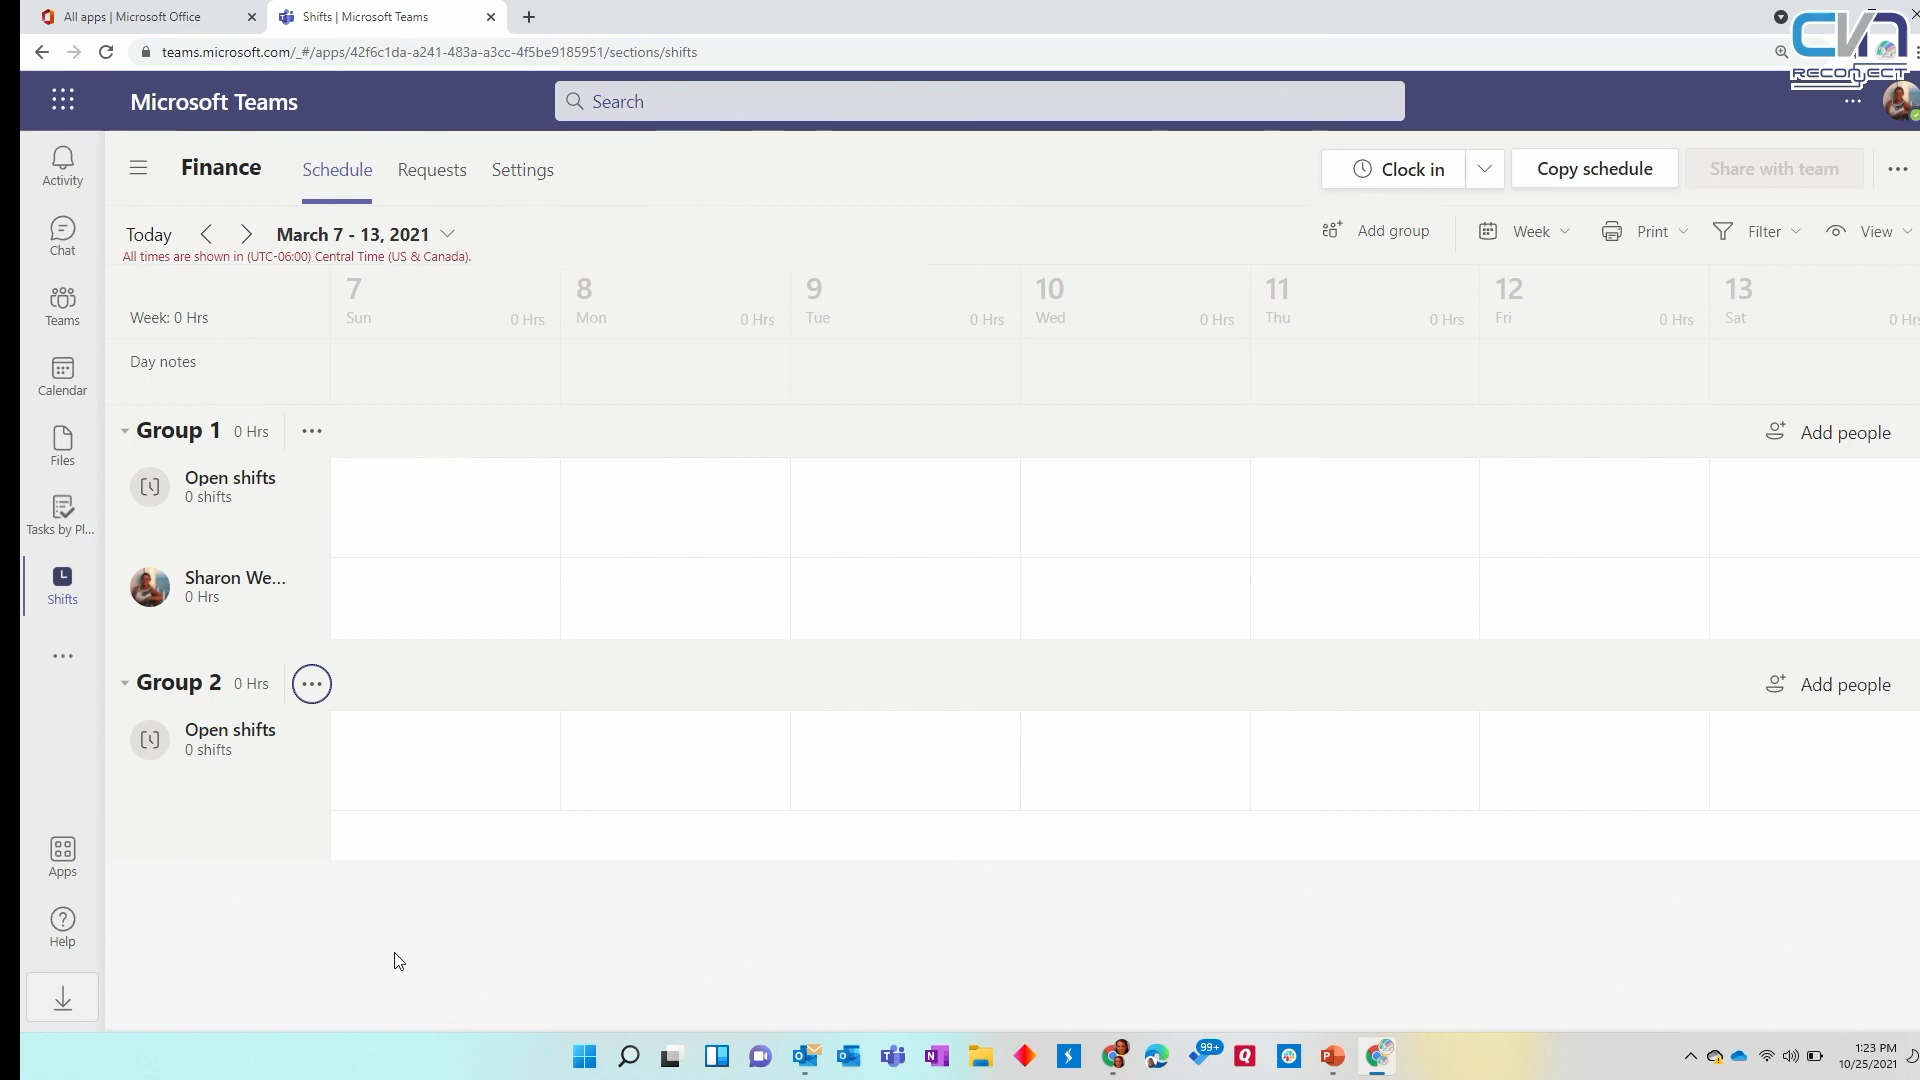 All apps | Microsoft Office
Shifts | Microsoft Teams
teams.microsoft.com/_#/apps/42f6c1da-a241-483a-a3cc-4f5be9185951/sections/shifts
CVN
RECONJECT
Microsoft Teams
Search
Activity
Chat
Teams
Calendar
Files
Tasks by Pl...
Shifts
Apps
Help
Finance
Schedule
Requests
Settings
Clock in
Copy schedule
Share with team
Today
March 7 - 13, 2021
All times are shown in (UTC-06:00) Central Time (US & Canada).
Add group
Week
Print
Filter
View
Week: 0 Hrs
7
Sun 0 Hrs
8
Mon 0 Hrs
9
Tue 0 Hrs
10
Wed 0 Hrs
11
Thu 0 Hrs
12
Fri 0 Hrs
13
Sat 0 Hrs
Day notes
Group 1 0 Hrs
Add people
Open shifts
0 shifts
Sharon We...
0 Hrs
Group 2 0 Hrs
Add people
Open shifts
0 shifts
99+
1:23 PM
10/25/2021